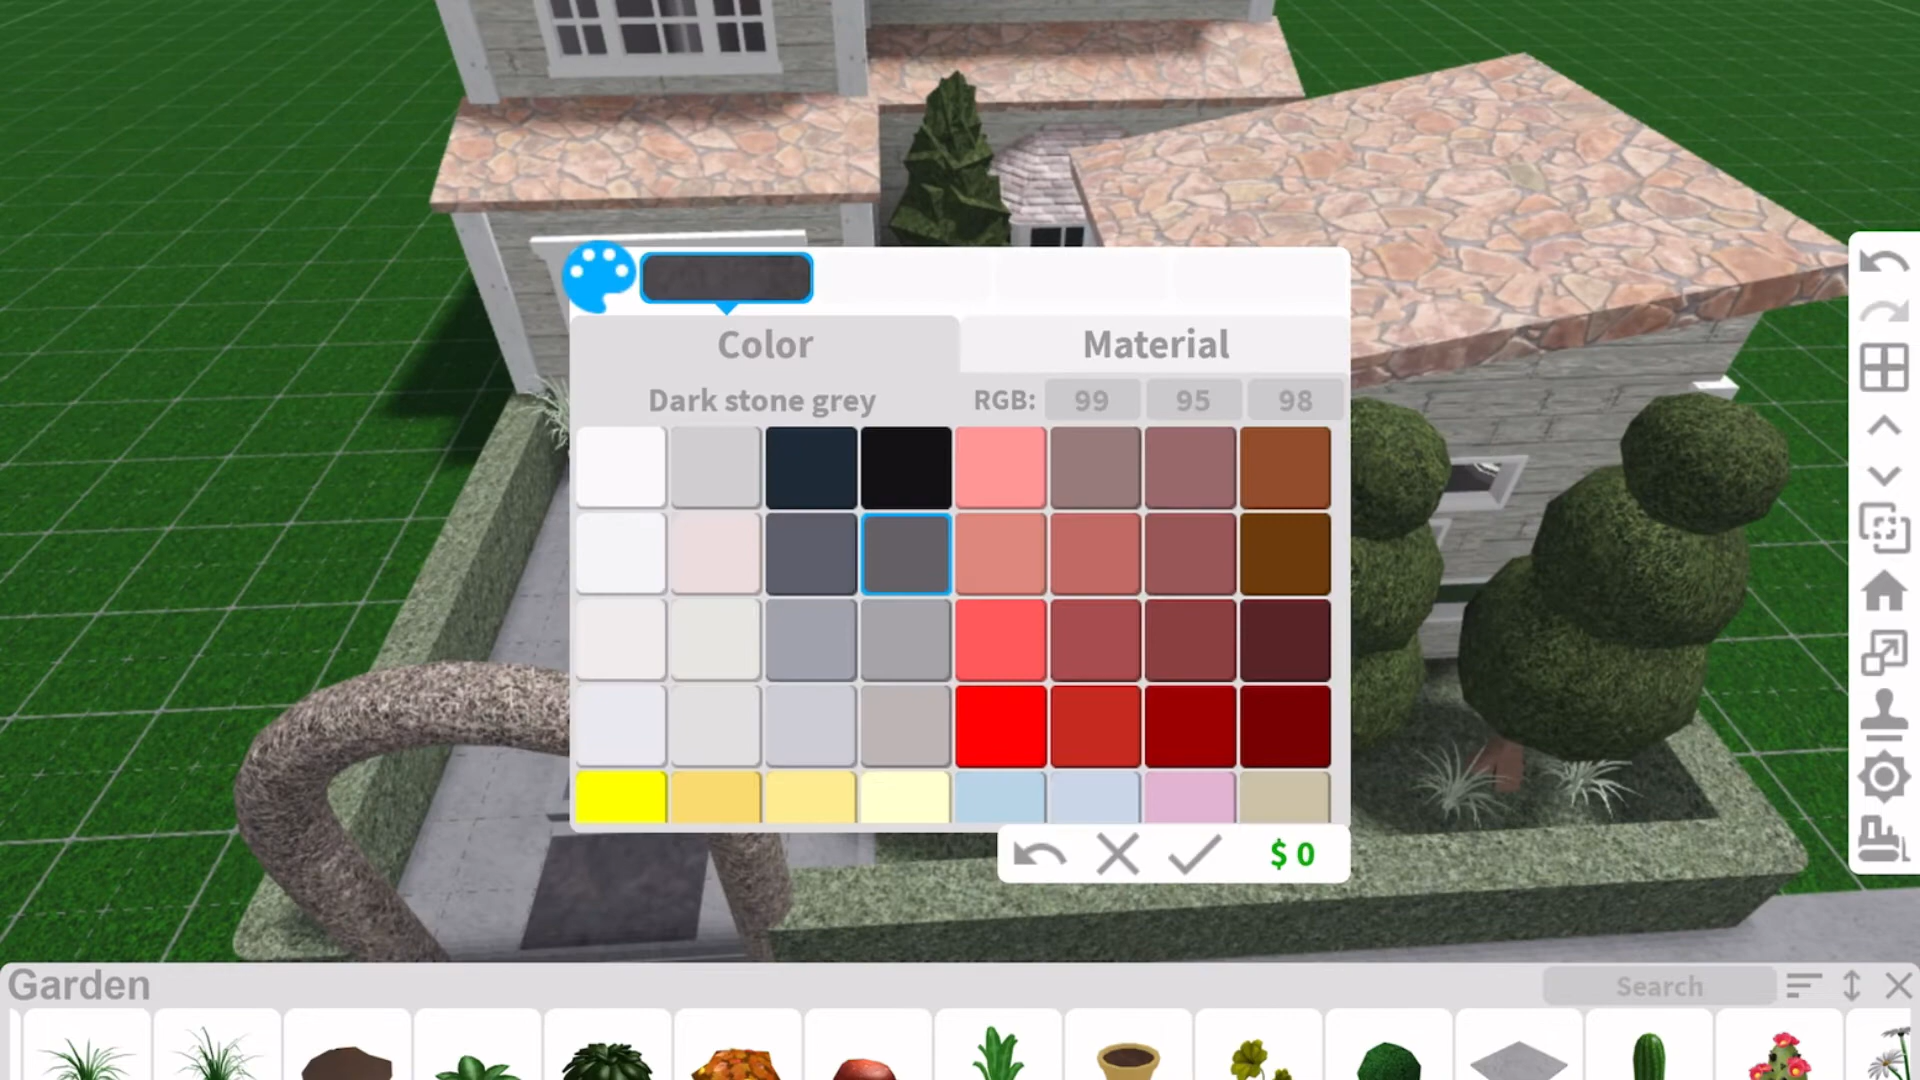 Color
Material
Dark stone grey
RGB: 99 95 98
$ 0
Garden
Search